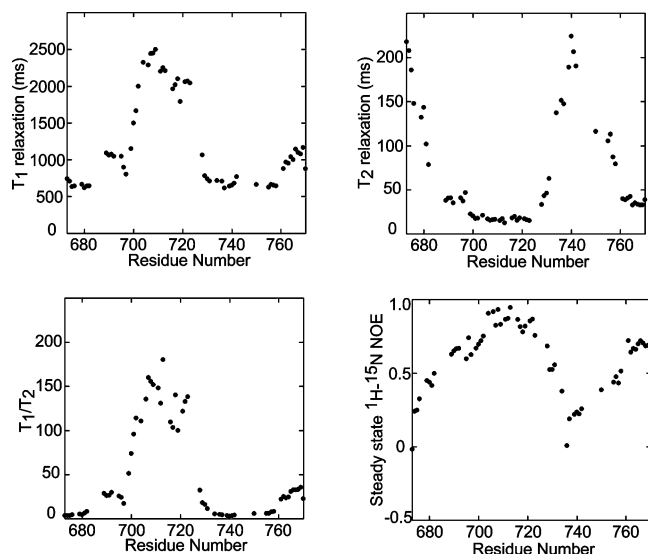 T1 relaxation (ms)
2500
2000
1500
1000
500
0
680 700 720 740 760
Residue Number
T2 relaxation (ms)
200
150
100
50
0
680 700 720 740 760
Residue Number
T1/T2
200
150
100
50
0
680 700 720 740 760
Residue Number
Steady state 1H-15N NOE
1.0
0.5
0
-0.5
680 700 720 740 760
Residue Number